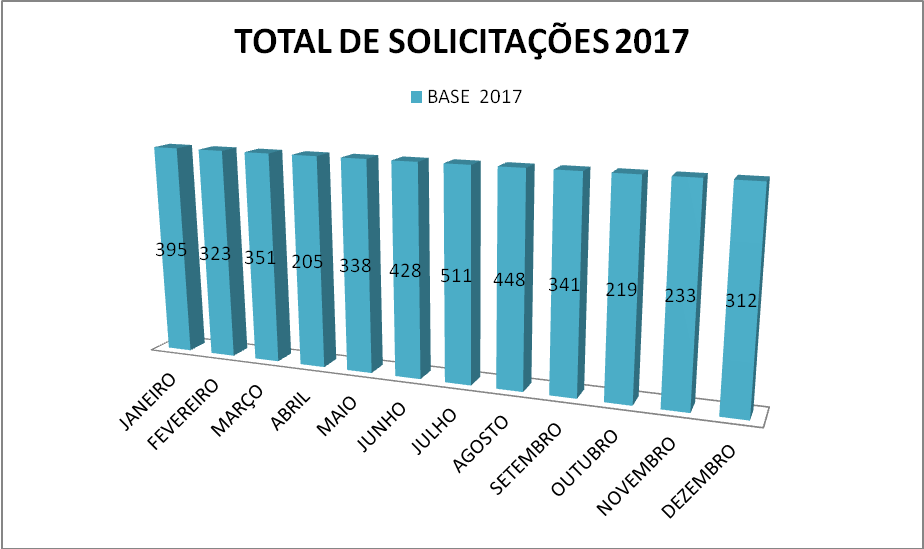 TOTAL DE SOLICITAÇÕES 2017
BASE 2017
395 323 351 205 338 428 511 448 341 219 233 312
JANEIRO
FEVEREIRO
MARÇO
ABRIL
MAIO
JUNHO
JULHO
AGOSTO
SETEMBRO
OUTUBRO
NOVEMBRO
DEZEMBRO